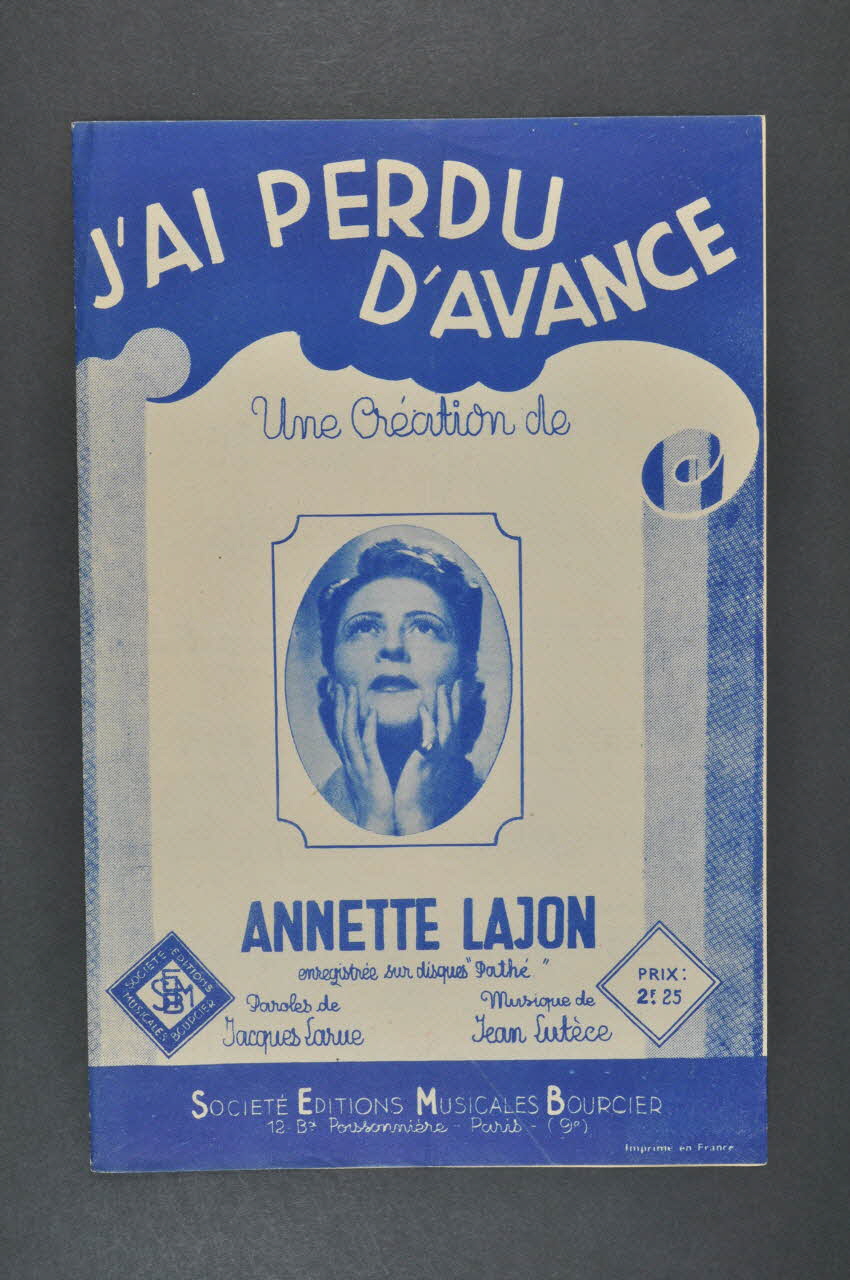 J'AI PERDU
D'AVANCE
Une Création de
ANNETTE LAJON
enregistrée sur disques "Pathé"
Paroles de
Jacques Larue
Musique de
Jean Lutèce
SOCIETÉ EDITIONS
MUSICALES BOURCIER
SEMB
PRIX:
2F 25
SOCIETÉ EDITIONS MUSICALES BOURCIER
12 Bd Poissonnière - Paris - (9e)
Imprimé en France